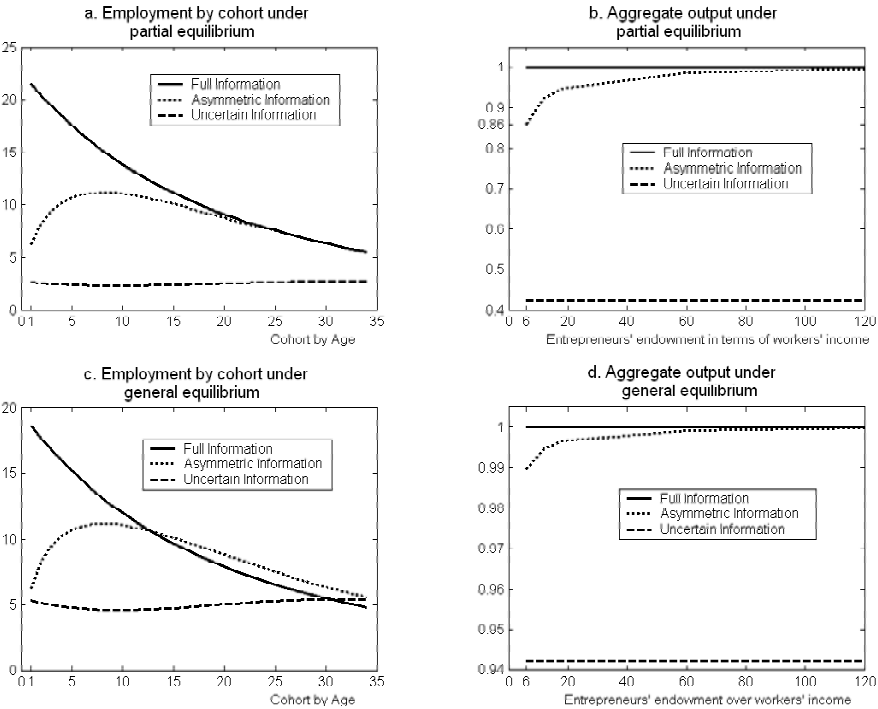 a. Employment by cohort under
partial equilibrium
25
20
15
10
5
0
Full Information
Asymmetric Information
Uncertain Information
0 1 5 10 15 20 25 30 35
Cohort by Age
b. Aggregate output under
partial equilibrium
1
0.9
0.86
0.8
0.7
0.6
0.5
0.4
Full Information
Asymmetric Information
Uncertain Information
0 6 20 40 60 80 100 120
Entrepreneurs' endowment in terms of workers' income
c. Employment by cohort under
general equilibrium
20
15
10
5
0
Full Information
Asymmetric Information
Uncertain Information
0 1 5 10 15 20 25 30 35
Cohort by Age
d. Aggregate output under
general equilibrium
1
0.99
0.98
0.97
0.96
0.95
0.94
Full Information
Asymmetric Information
Uncertain Information
0 6 20 40 60 80 100 120
Entrepreneurs' endowment over workers' income